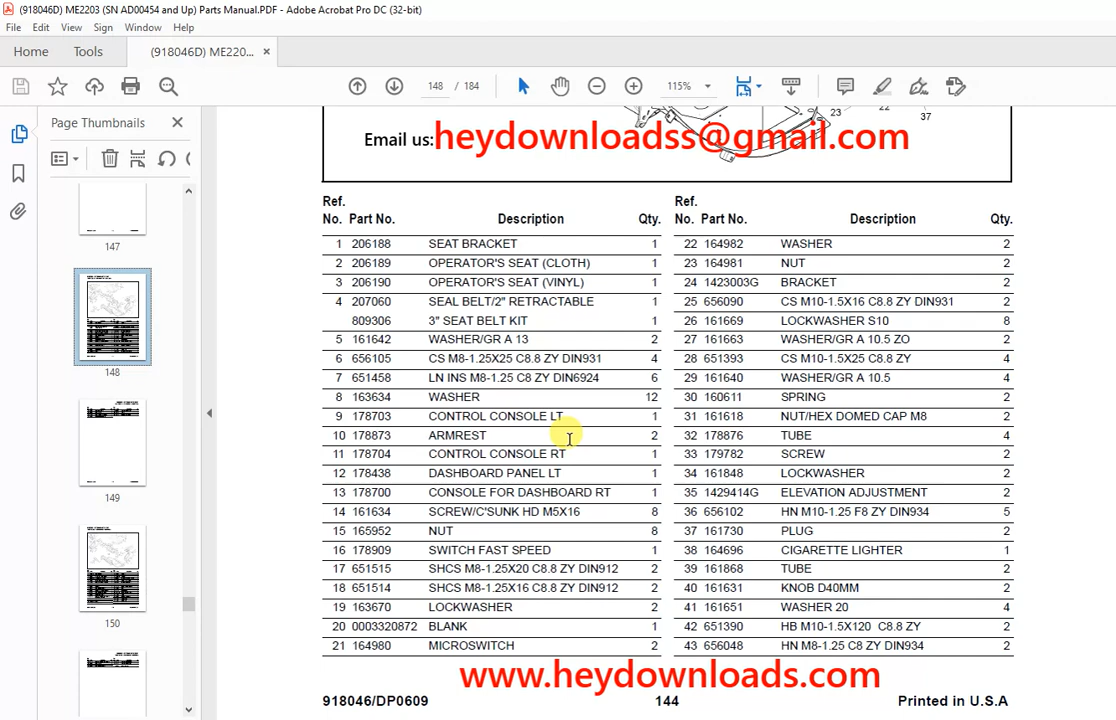 (918046D) ME2203 (SN AD00454 and Up) Parts Manual.PDF - Adobe Acrobat Pro DC (32-bit)
File Edit View Sign Window Help
Home Tools (918046D) ME220... ×
148 / 184 115%
Page Thumbnails
147
148
149
150
23 22 37
Email us: heydownloadss@gmail.com
Ref. No. Part No. Description Qty.
1 206188 SEAT BRACKET 1
2 206189 OPERATOR'S SEAT (CLOTH) 1
3 206190 OPERATOR'S SEAT (VINYL) 1
4 207060 SEAL BELT/2" RETRACTABLE 1
809306 3" SEAT BELT KIT 1
5 161642 WASHER/GR A 13 2
6 656105 CS M8-1.25X25 C8.8 ZY DIN931 4
7 651458 LN INS M8-1.25 C8 ZY DIN6924 6
8 163634 WASHER 12
9 178703 CONTROL CONSOLE LT 1
10 178873 ARMREST 2
11 178704 CONTROL CONSOLE RT 1
12 178438 DASHBOARD PANEL LT 1
13 178700 CONSOLE FOR DASHBOARD RT 1
14 161634 SCREW/C'SUNK HD M5X16 8
15 165952 NUT 8
16 178909 SWITCH FAST SPEED 1
17 651515 SHCS M8-1.25X20 C8.8 ZY DIN912 2
18 651514 SHCS M8-1.25X16 C8.8 ZY DIN912 2
19 163670 LOCKWASHER 2
20 0003320872 BLANK 1
21 164980 MICROSWITCH 2
Ref. No. Part No. Description Qty.
22 164982 WASHER 2
23 164981 NUT 2
24 1423003G BRACKET 2
25 656090 CS M10-1.5X16 C8.8 ZY DIN931 2
26 161669 LOCKWASHER S10 8
27 161663 WASHER/GR A 10.5 ZO 2
28 651393 CS M10-1.5X25 C8.8 ZY 4
29 161640 WASHER/GR A 10.5 4
30 160611 SPRING 2
31 161618 NUT/HEX DOMED CAP M8 2
32 178876 TUBE 4
33 179782 SCREW 2
34 161848 LOCKWASHER 2
35 1429414G ELEVATION ADJUSTMENT 2
36 656102 HN M10-1.25 F8 ZY DIN934 5
37 161730 PLUG 2
38 164696 CIGARETTE LIGHTER 1
39 161868 TUBE 2
40 161631 KNOB D40MM 2
41 161651 WASHER 20 4
42 651390 HB M10-1.5X120 C8.8 ZY 2
43 656048 HN M8-1.25 C8 ZY DIN934 2
www.heydownloads.com
918046/DP0609 144 Printed in U.S.A